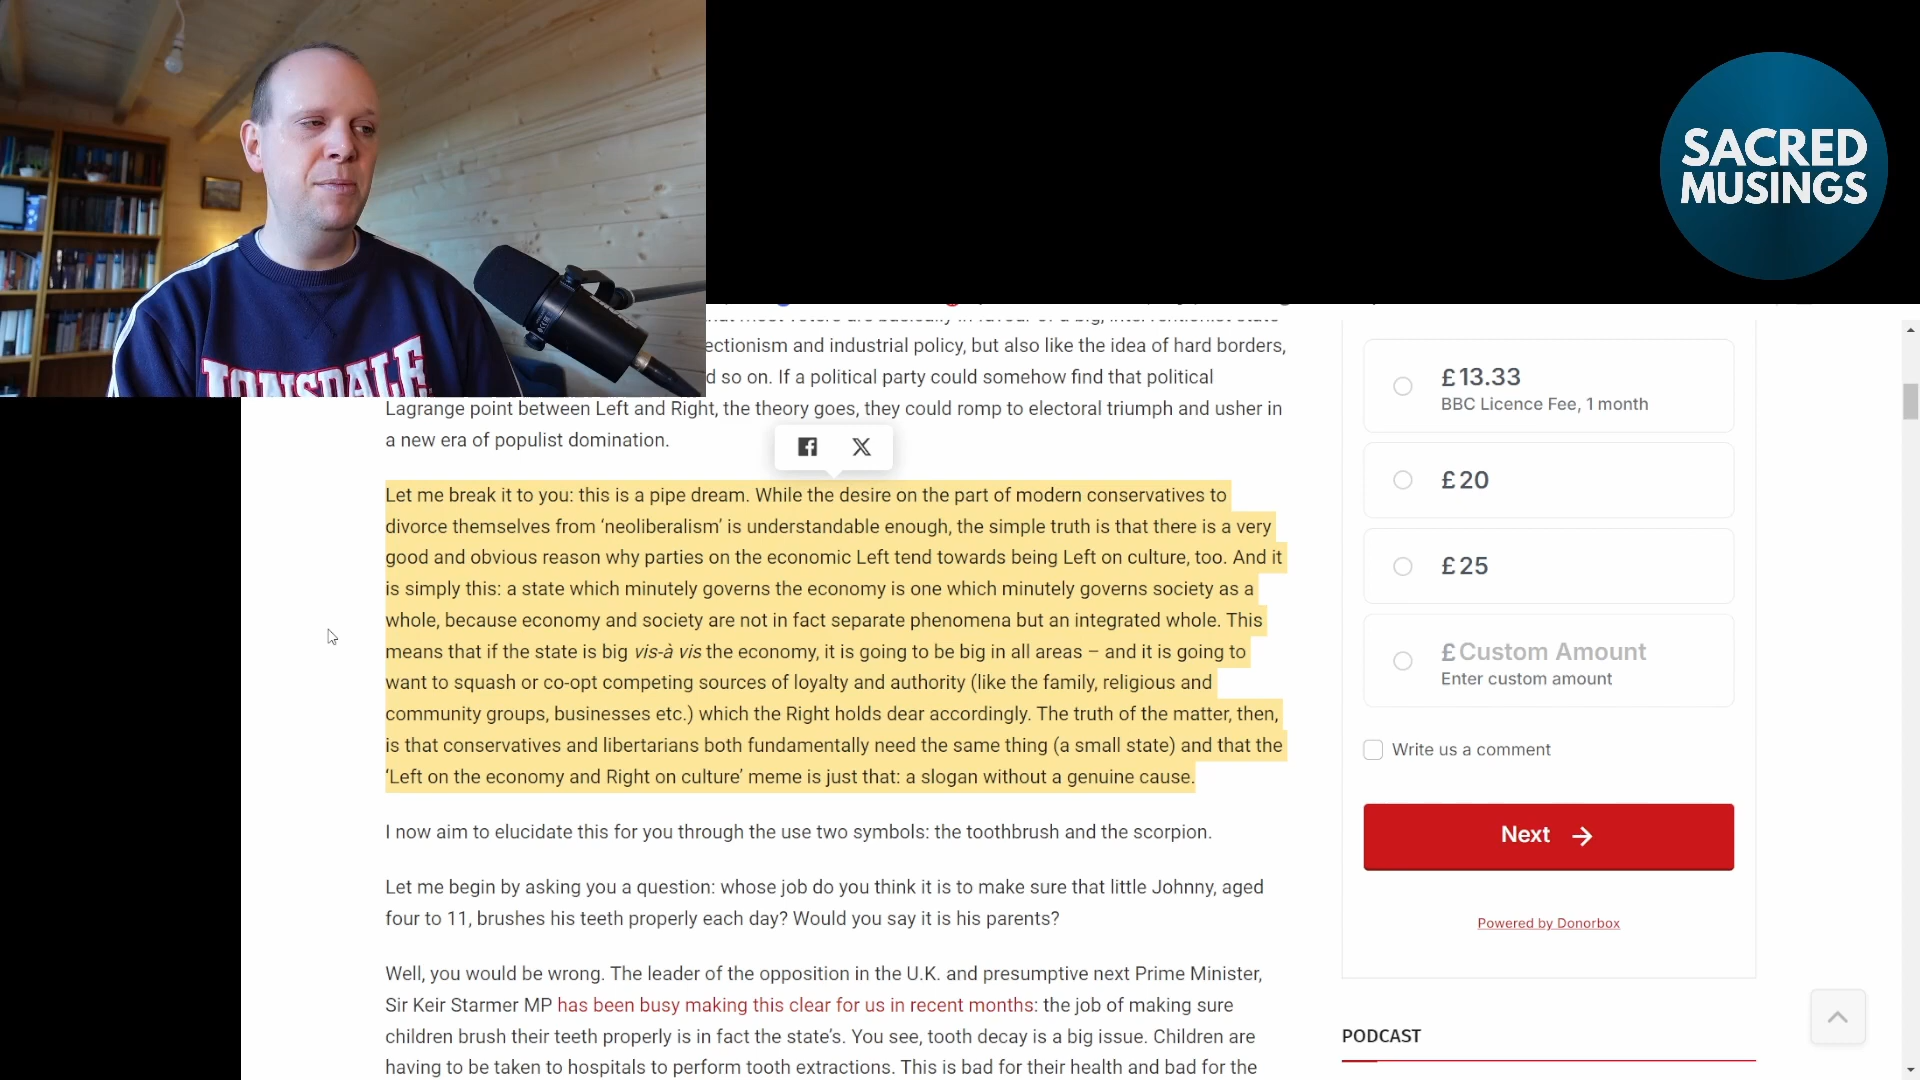 SACRED
MUSINGS
LONSDALE
ectionism and industrial policy, but also like the idea of hard borders,
d so on. If a political party could somehow find that political
Lagrange point between Left and Right, the theory goes, they could romp to electoral triumph and usher in
a new era of populist domination.
Let me break it to you: this is a pipe dream. While the desire on the part of modern conservatives to
divorce themselves from ‘neoliberalism’ is understandable enough, the simple truth is that there is a very
good and obvious reason why parties on the economic Left tend towards being Left on culture, too. And it
is simply this: a state which minutely governs the economy is one which minutely governs society as a
whole, because economy and society are not in fact separate phenomena but an integrated whole. This
means that if the state is big vis-à vis the economy, it is going to be big in all areas – and it is going to
want to squash or co-opt competing sources of loyalty and authority (like the family, religious and
community groups, businesses etc.) which the Right holds dear accordingly. The truth of the matter, then,
is that conservatives and libertarians both fundamentally need the same thing (a small state) and that the
‘Left on the economy and Right on culture’ meme is just that: a slogan without a genuine cause.
I now aim to elucidate this for you through the use two symbols: the toothbrush and the scorpion.
Let me begin by asking you a question: whose job do you think it is to make sure that little Johnny, aged
four to 11, brushes his teeth properly each day? Would you say it is his parents?
Well, you would be wrong. The leader of the opposition in the U.K. and presumptive next Prime Minister,
Sir Keir Starmer MP has been busy making this clear for us in recent months: the job of making sure
children brush their teeth properly is in fact the state’s. You see, tooth decay is a big issue. Children are
having to be taken to hospitals to perform tooth extractions. This is bad for their health and bad for the
£13.33
BBC Licence Fee, 1 month
£20
£25
£Custom Amount
Enter custom amount
Write us a comment
Next
Powered by Donorbox
PODCAST